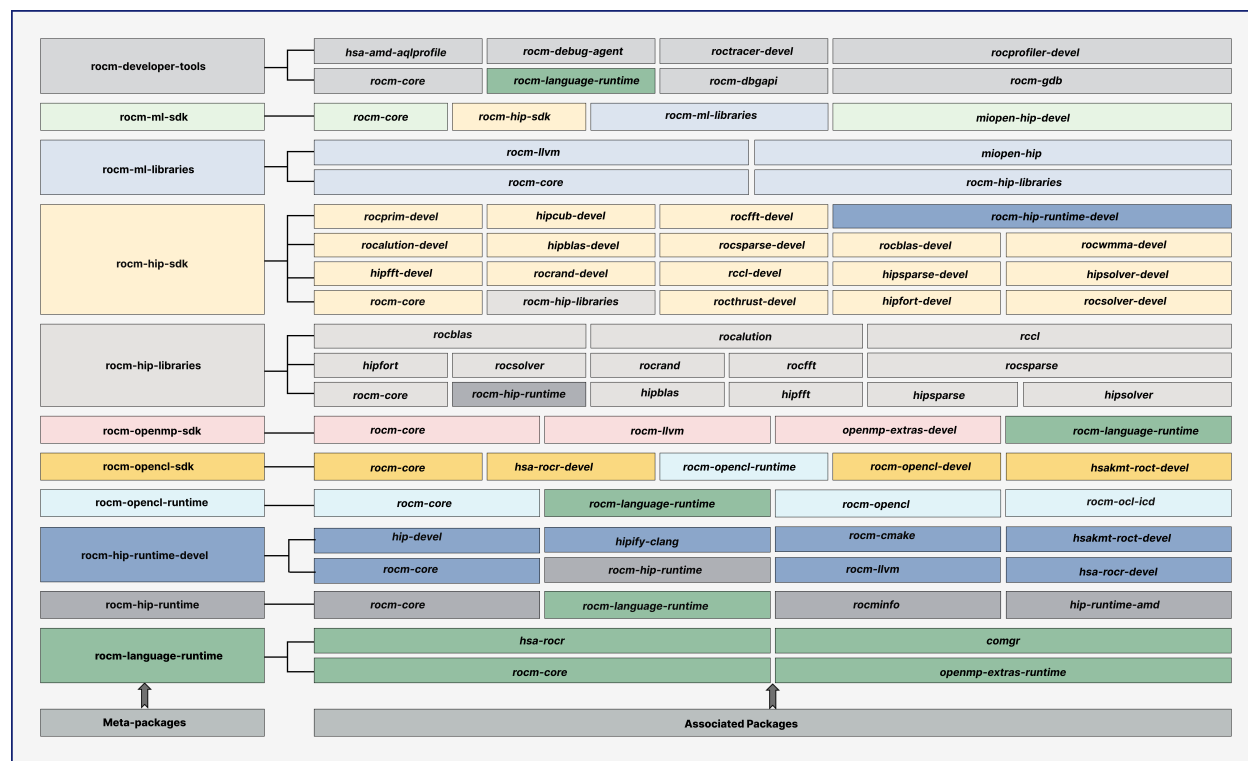 rocm-developer-tools
hsa-amd-aqlprofile
rocm-debug-agent
roctracer-devel
rocprofiler-devel
rocm-core
rocm-language-runtime
rocm-dbgapi
rocm-gdb
rocm-ml-sdk
rocm-core
rocm-hip-sdk
rocm-ml-libraries
miopen-hip-devel
rocm-ml-libraries
rocm-llvm
miopen-hip
rocm-core
rocm-hip-libraries
rocm-hip-sdk
rocprim-devel
hipcub-devel
rocfft-devel
rocm-hip-runtime-devel
rocalution-devel
hipblas-devel
rocsparse-devel
rocblas-devel
rocwmma-devel
hipfft-devel
rocrand-devel
rccl-devel
hipsparse-devel
hipsolver-devel
rocm-core
rocm-hip-libraries
rocthrust-devel
hipfort-devel
rocsolver-devel
rocm-hip-libraries
rocblas
rocalution
rccl
hipfort
rocsolver
rocrand
rocfft
rocsparse
rocm-core
rocm-hip-runtime
hipblas
hipfft
hipsparse
hipsolver
rocm-openmp-sdk
rocm-core
rocm-llvm
openmp-extras-devel
rocm-language-runtime
rocm-opencl-sdk
rocm-core
hsa-rocr-devel
rocm-opencl-runtime
rocm-opencl-devel
hsakmt-roct-devel
rocm-opencl-runtime
rocm-core
rocm-language-runtime
rocm-opencl
rocm-ocl-icd
rocm-hip-runtime-devel
hip-devel
hipify-clang
rocm-cmake
hsakmt-roct-devel
rocm-core
rocm-hip-runtime
rocm-llvm
hsa-rocr-devel
rocm-hip-runtime
rocm-core
rocm-language-runtime
rocminfo
hip-runtime-amd
rocm-language-runtime
hsa-rocr
comgr
rocm-core
openmp-extras-runtime
Meta-packages
Associated Packages